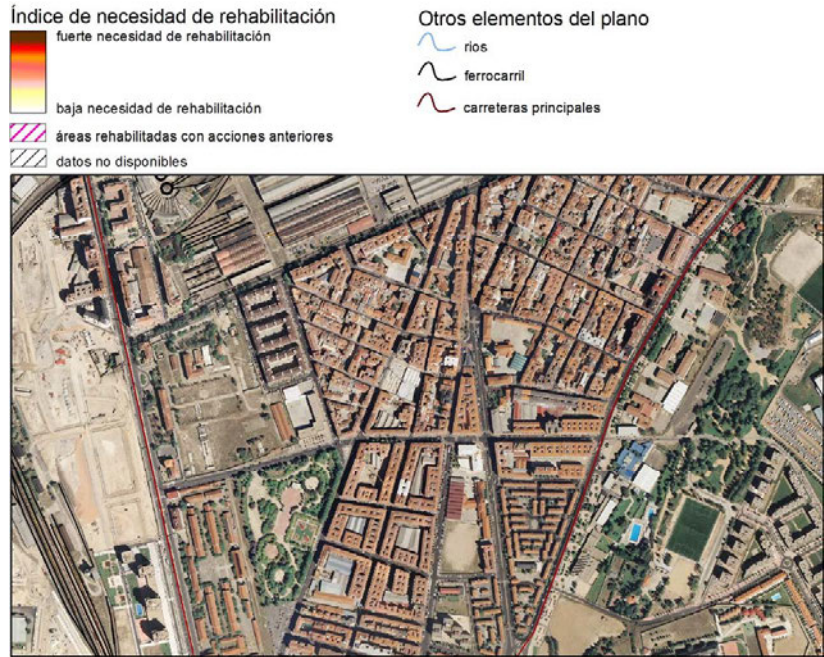 Índice de necesidad de rehabilitación
fuerte necesidad de rehabilitación
baja necesidad de rehabilitación
áreas rehabilitadas con acciones anteriores
datos no disponibles
Otros elementos del plano
rios
ferrocarril
carreteras principales